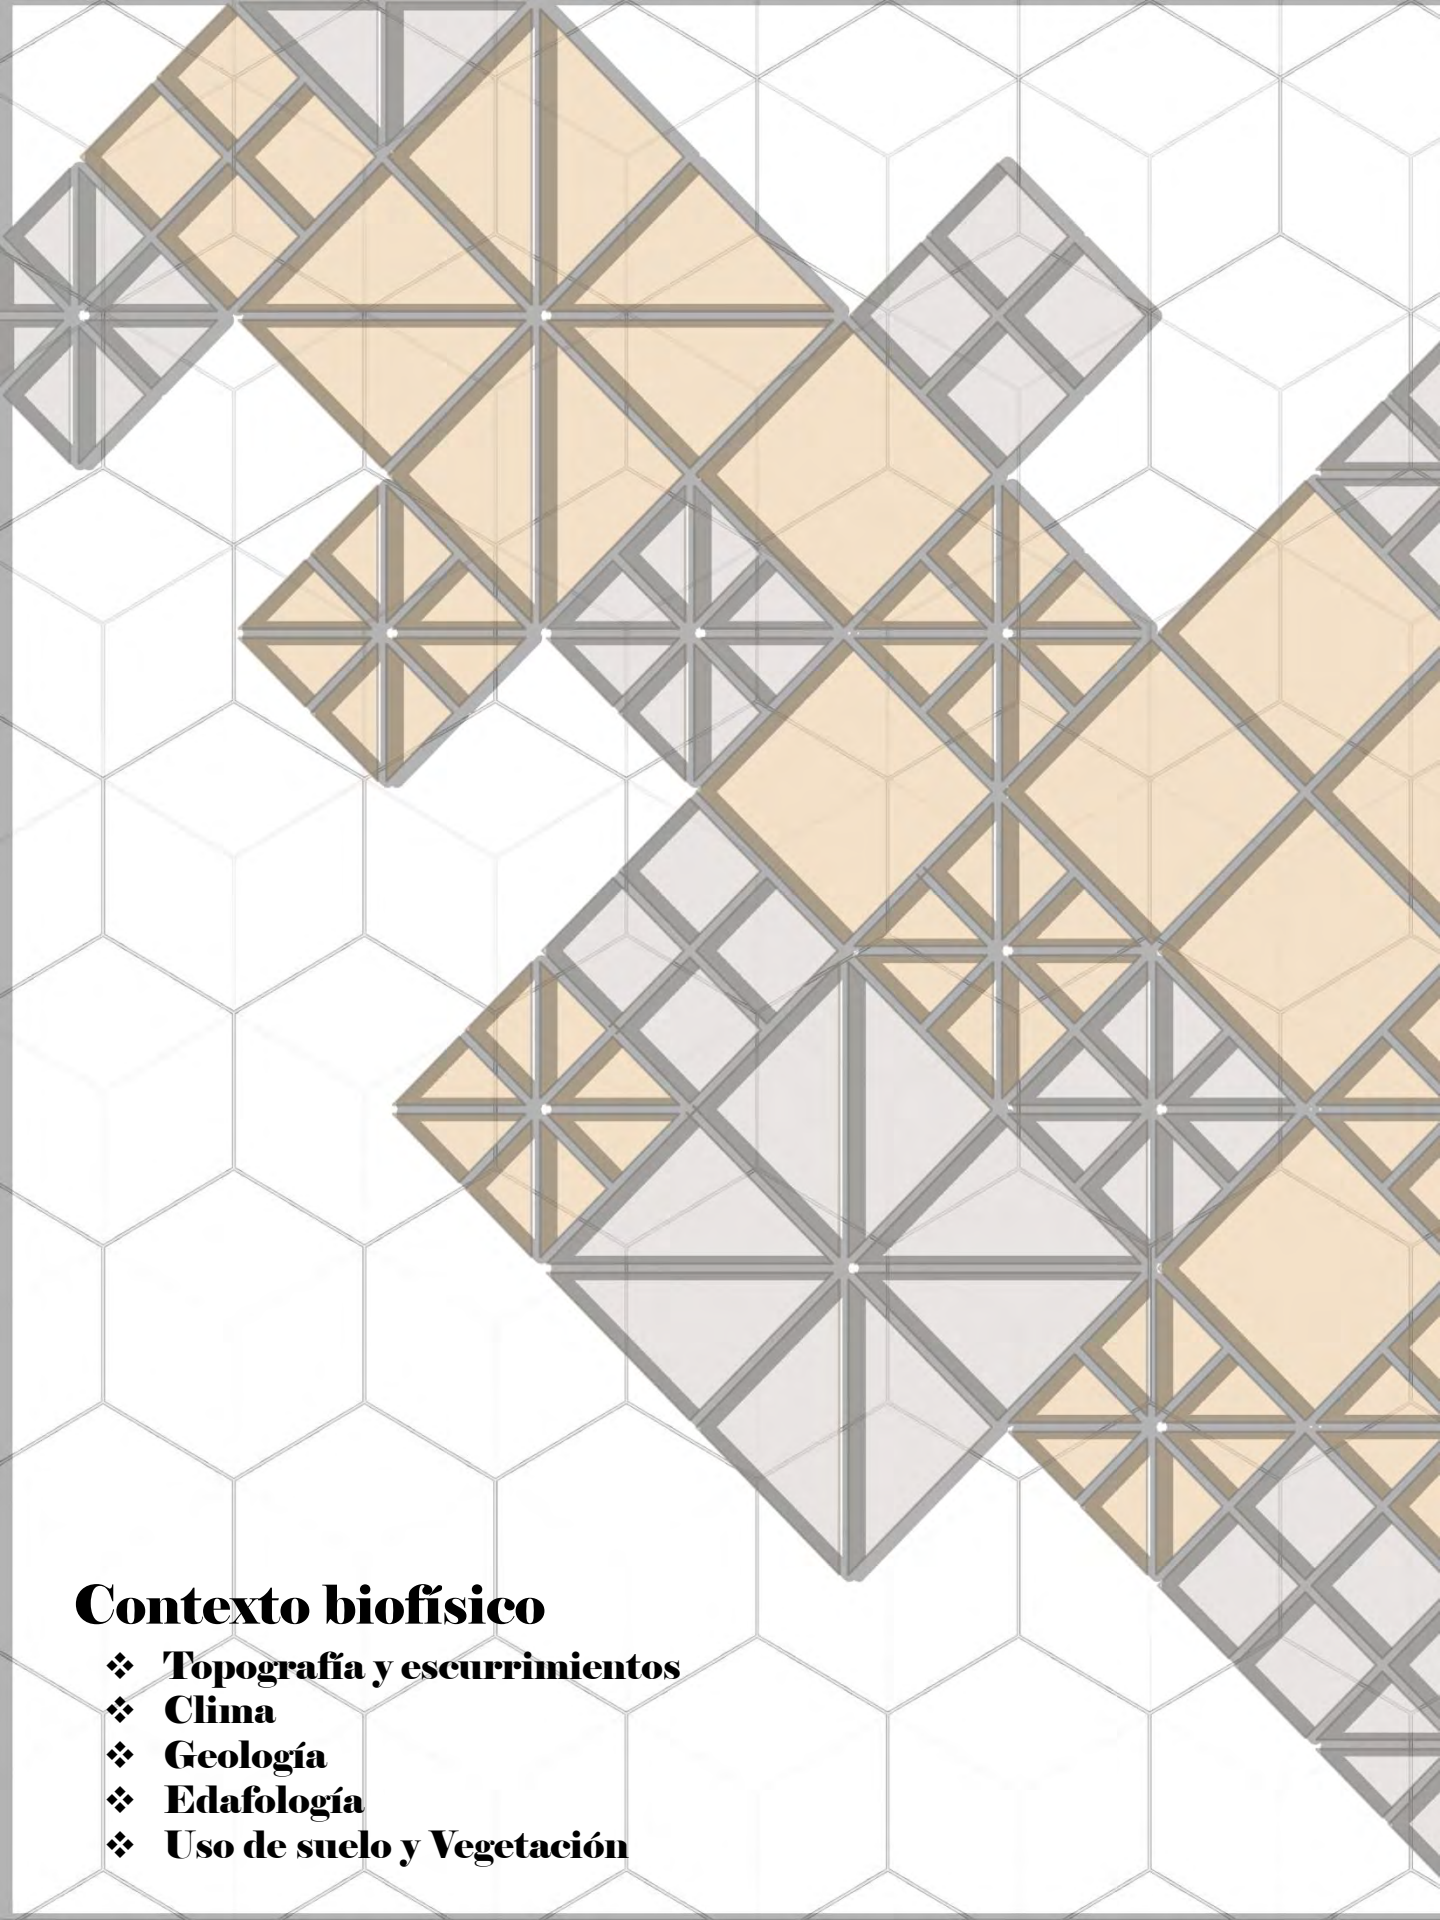 Contexto biofísico
❖ Topografía y escurrimientos
❖ Clima
❖ Geología
❖ Edafología
❖ Uso de suelo y Vegetación